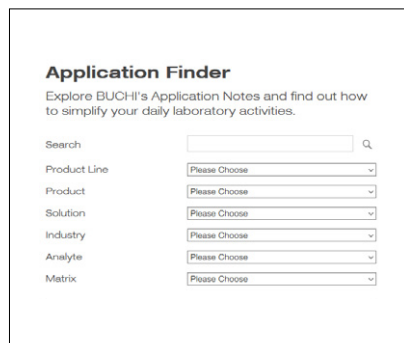 Application Finder
Explore BUCHI's Application Notes and find out how
to simplify your daily laboratory activities.
Search
Product Line Please Choose
Product Please Choose
Solution Please Choose
Industry Please Choose
Analyte Please Choose
Matrix Please Choose